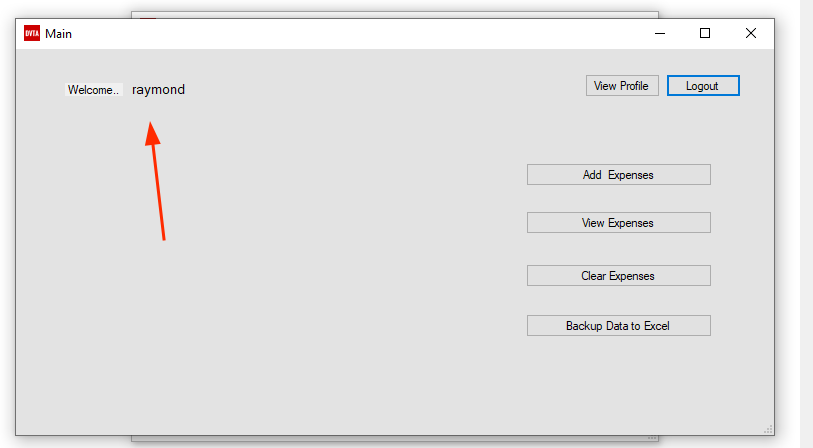 DVTA Main
Welcome.. raymond
View Profile Logout
Add Expenses
View Expenses
Clear Expenses
Backup Data to Excel